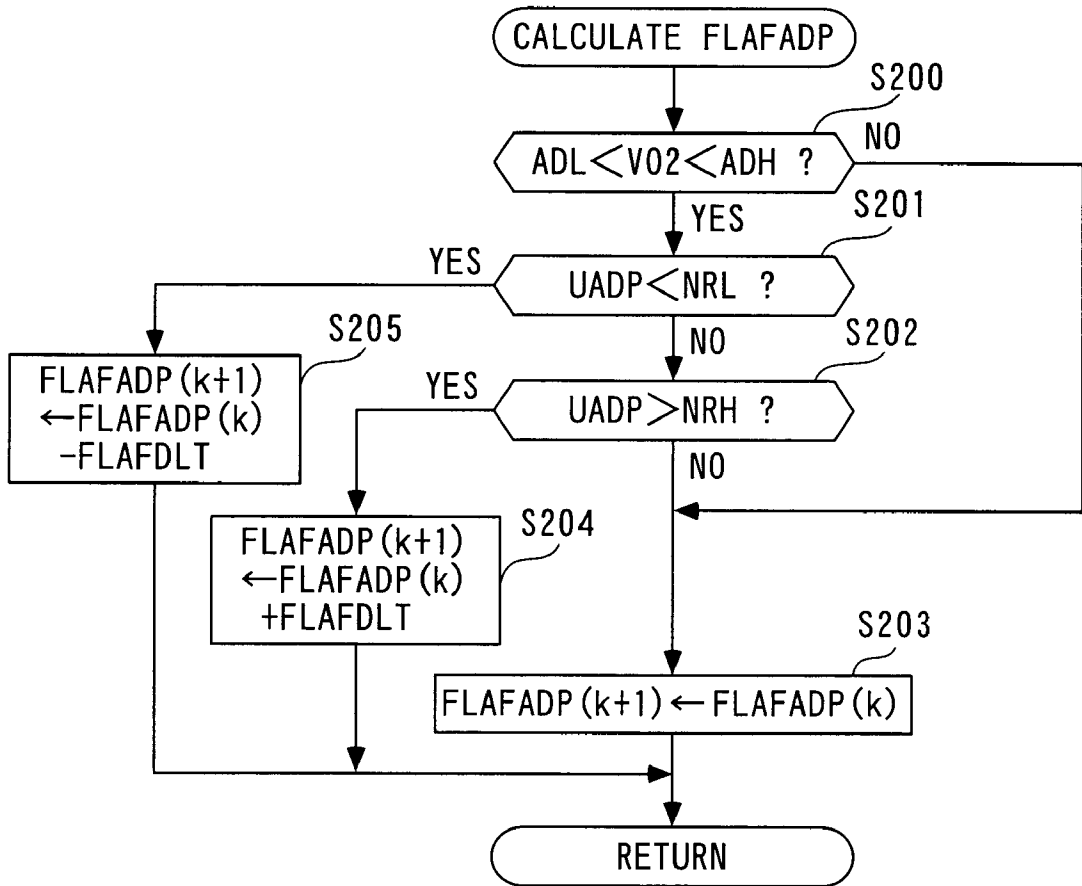 CALCULATE FLAFADP
S200
ADL<VO2<ADH ?
NO
YES
S201
UADP<NRL ?
YES
NO
S202
UADP>NRH ?
YES
NO
S205
FLAFADP(k+1)
←FLAFADP(k)
-FLAFDLT
S204
FLAFADP(k+1)
←FLAFADP(k)
+FLAFDLT
S203
FLAFADP(k+1)←FLAFADP(k)
RETURN